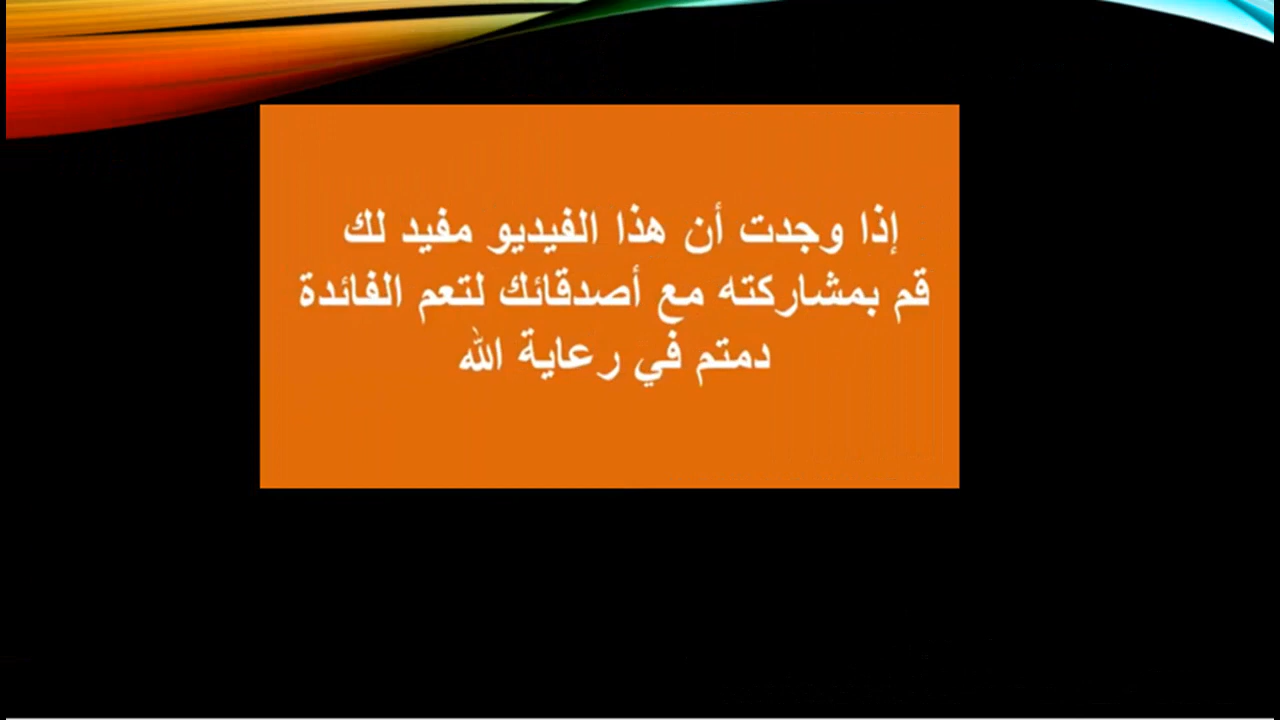 إذا وجدت أن هذا الفيديو مفيد لك
قم بمشاركته مع أصدقائك لتعم الفائدة
دمتم في رعاية الله